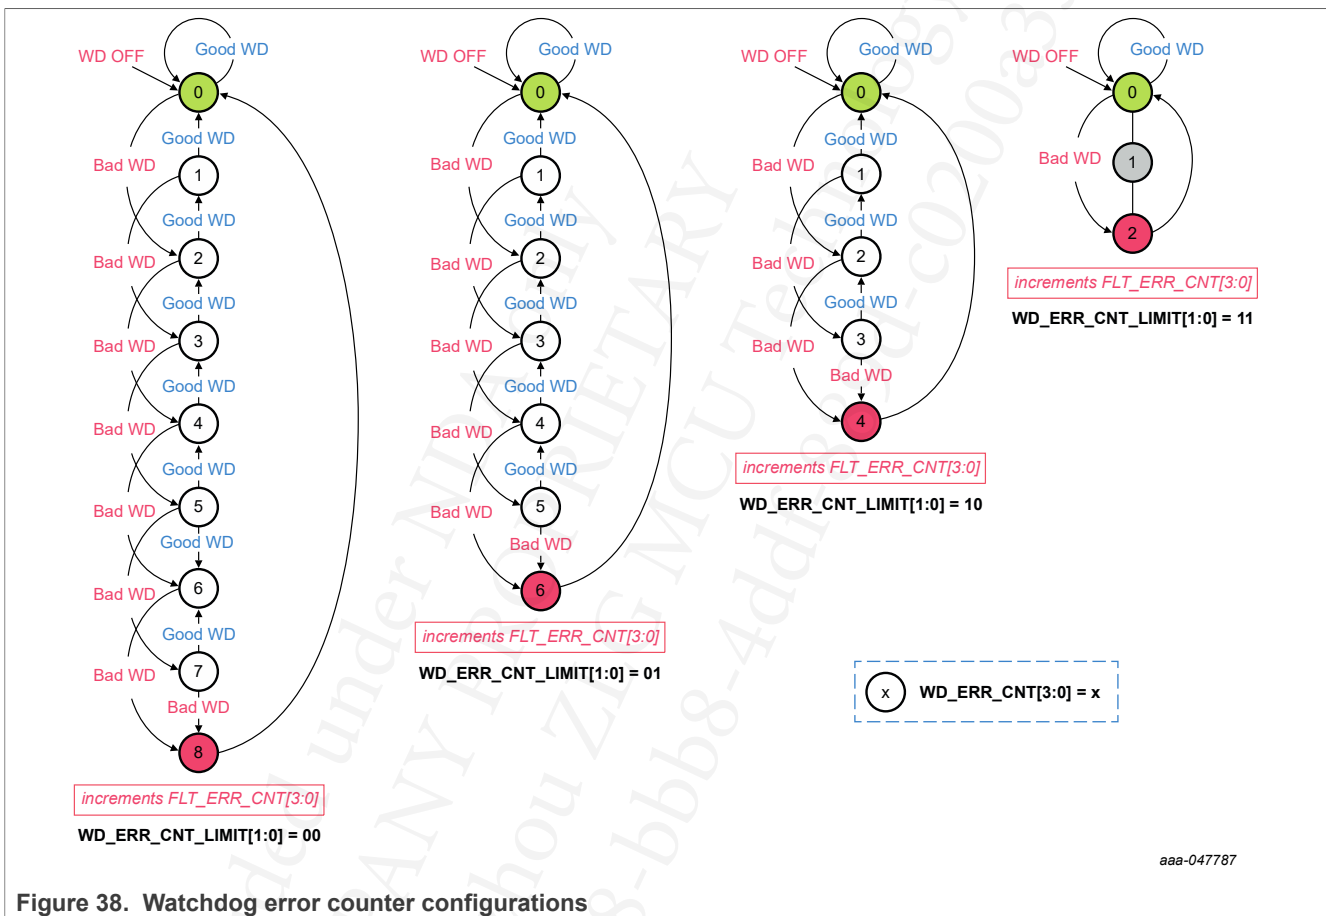 Good WD
WD OFF
0
Good WD
Bad WD
1
Good WD
2
Bad WD
Good WD
3
Bad WD
Good WD
4
Bad WD
Good WD
5
Bad WD
Good WD
6
Bad WD
Good WD
7
Bad WD
Bad WD
8
increments FLT_ERR_CNT[3:0]
WD_ERR_CNT_LIMIT[1:0] = 00
Good WD
WD OFF
0
Good WD
Bad WD
1
Good WD
2
Bad WD
Good WD
3
Bad WD
Good WD
4
Bad WD
Good WD
5
Bad WD
Bad WD
6
increments FLT_ERR_CNT[3:0]
WD_ERR_CNT_LIMIT[1:0] = 01
Good WD
WD OFF
0
Good WD
Bad WD
1
Good WD
2
Bad WD
Good WD
3
Bad WD
Bad WD
4
increments FLT_ERR_CNT[3:0]
WD_ERR_CNT_LIMIT[1:0] = 10
Good WD
WD OFF
0
Bad WD
1
2
increments FLT_ERR_CNT[3:0]
WD_ERR_CNT_LIMIT[1:0] = 11
x WD_ERR_CNT[3:0] = x
aaa-047787
Figure 38. Watchdog error counter configurations